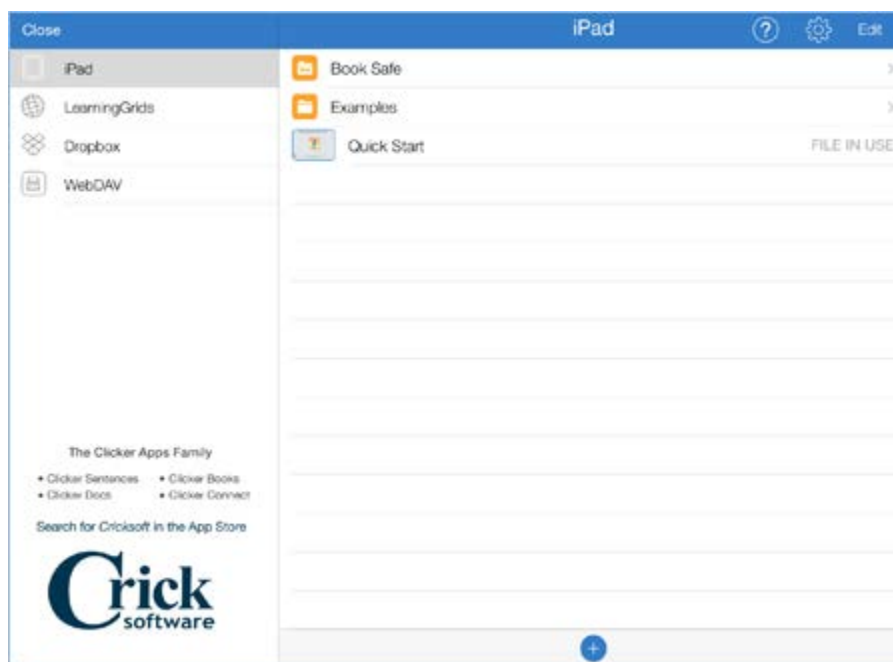 Close
iPad
?
Edit
iPad
LearningGrids
Dropbox
WebDAV
Book Safe
Examples
Quick Start
FILE IN USE
The Clicker Apps Family
• Clicker Sentences • Clicker Books
• Clicker Docs • Clicker Connect
Search for Cricksoft in the App Store
Crick
software